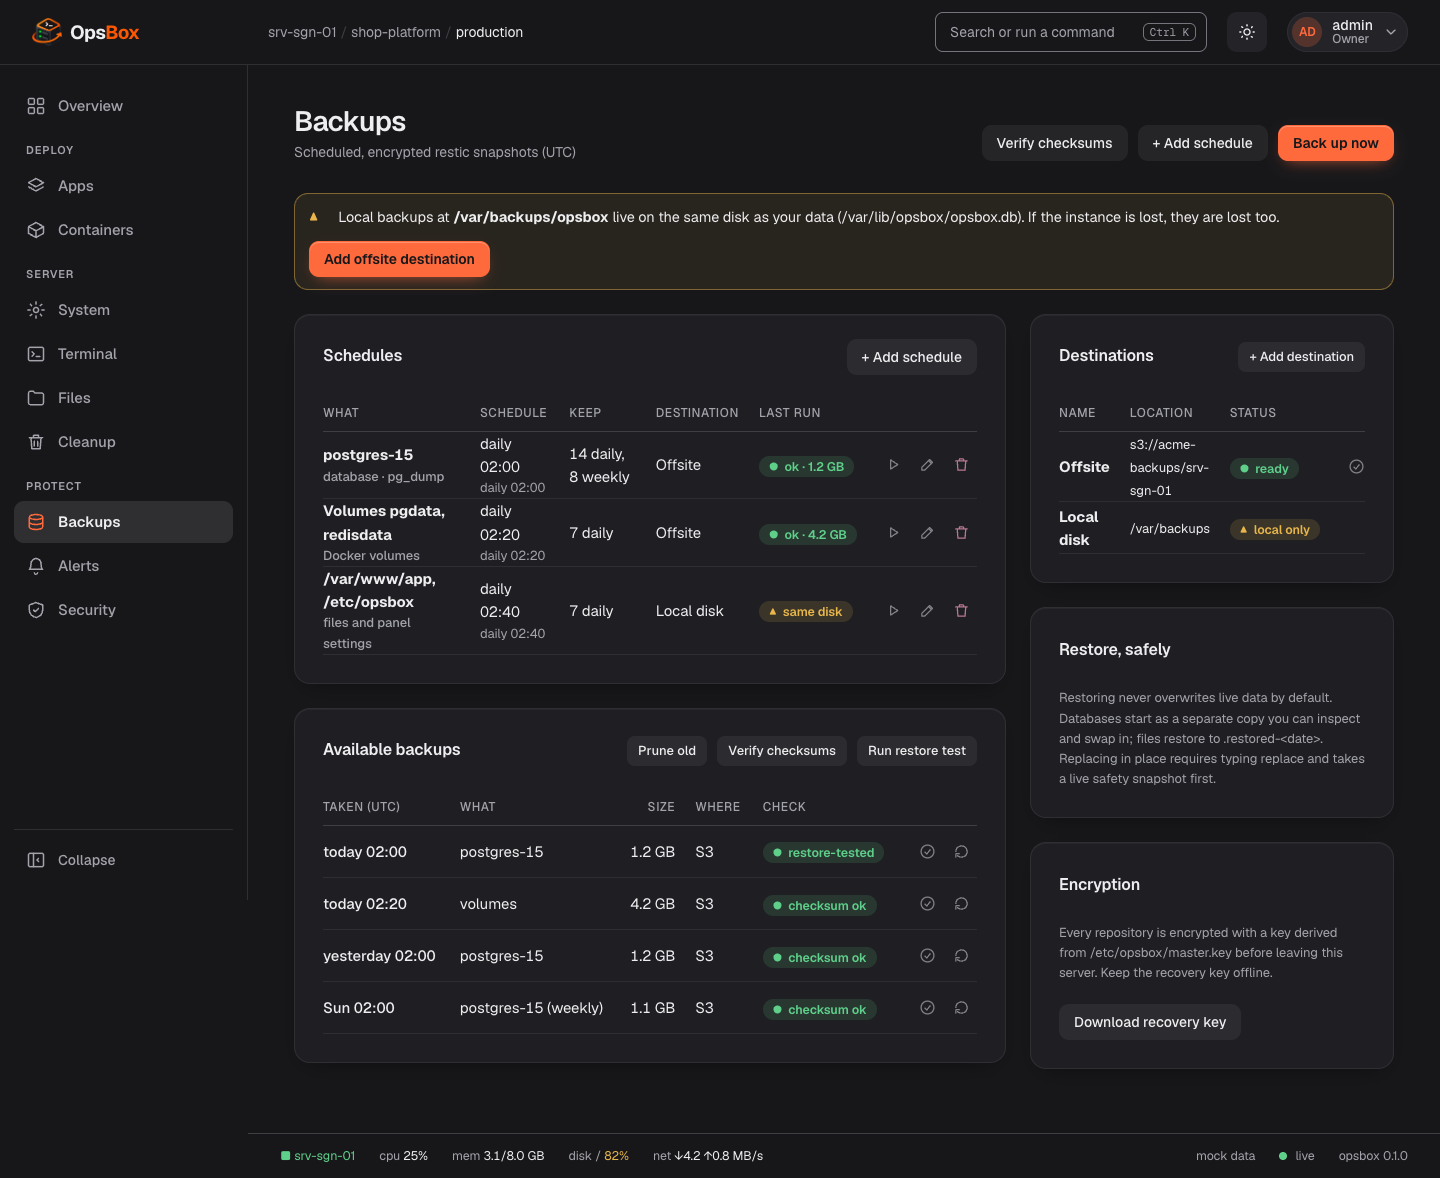 OpsBox
srv-sgn-01 / shop-platform / production
Search or run a command Ctrl K
AD admin
Owner
Overview
DEPLOY
Apps
Containers
SERVER
System
Terminal
Files
Cleanup
PROTECT
Backups
Alerts
Security
Collapse
Backups
Scheduled, encrypted restic snapshots (UTC)
Verify checksums
+ Add schedule
Back up now
Local backups at /var/backups/opsbox live on the same disk as your data (/var/lib/opsbox/opsbox.db). If the instance is lost, they are lost too.
Add offsite destination
Schedules
+ Add schedule
WHAT SCHEDULE KEEP DESTINATION LAST RUN
postgres-15
database · pg_dump
daily
02:00
daily 02:00
14 daily,
8 weekly
Offsite
ok · 1.2 GB
Volumes pgdata,
redisdata
Docker volumes
daily
02:20
daily 02:20
7 daily
Offsite
ok · 4.2 GB
/var/www/app,
/etc/opsbox
files and panel
settings
daily
02:40
daily 02:40
7 daily
Local disk
same disk
Available backups
Prune old
Verify checksums
Run restore test
TAKEN (UTC) WHAT SIZE WHERE CHECK
today 02:00 postgres-15 1.2 GB S3 restore-tested
today 02:20 volumes 4.2 GB S3 checksum ok
yesterday 02:00 postgres-15 1.2 GB S3 checksum ok
Sun 02:00 postgres-15 (weekly) 1.1 GB S3 checksum ok
Destinations
+ Add destination
NAME LOCATION STATUS
Offsite
s3://acme-
backups/srv-
sgn-01
ready
Local
disk
/var/backups
local only
Restore, safely
Restoring never overwrites live data by default.
Databases start as a separate copy you can inspect
and swap in; files restore to .restored-<date>.
Replacing in place requires typing replace and takes
a live safety snapshot first.
Encryption
Every repository is encrypted with a key derived
from /etc/opsbox/master.key before leaving this
server. Keep the recovery key offline.
Download recovery key
srv-sgn-01 cpu 25% mem 3.1/8.0 GB disk / 82% net ↓4.2 ↑0.8 MB/s
mock data live opsbox 0.1.0